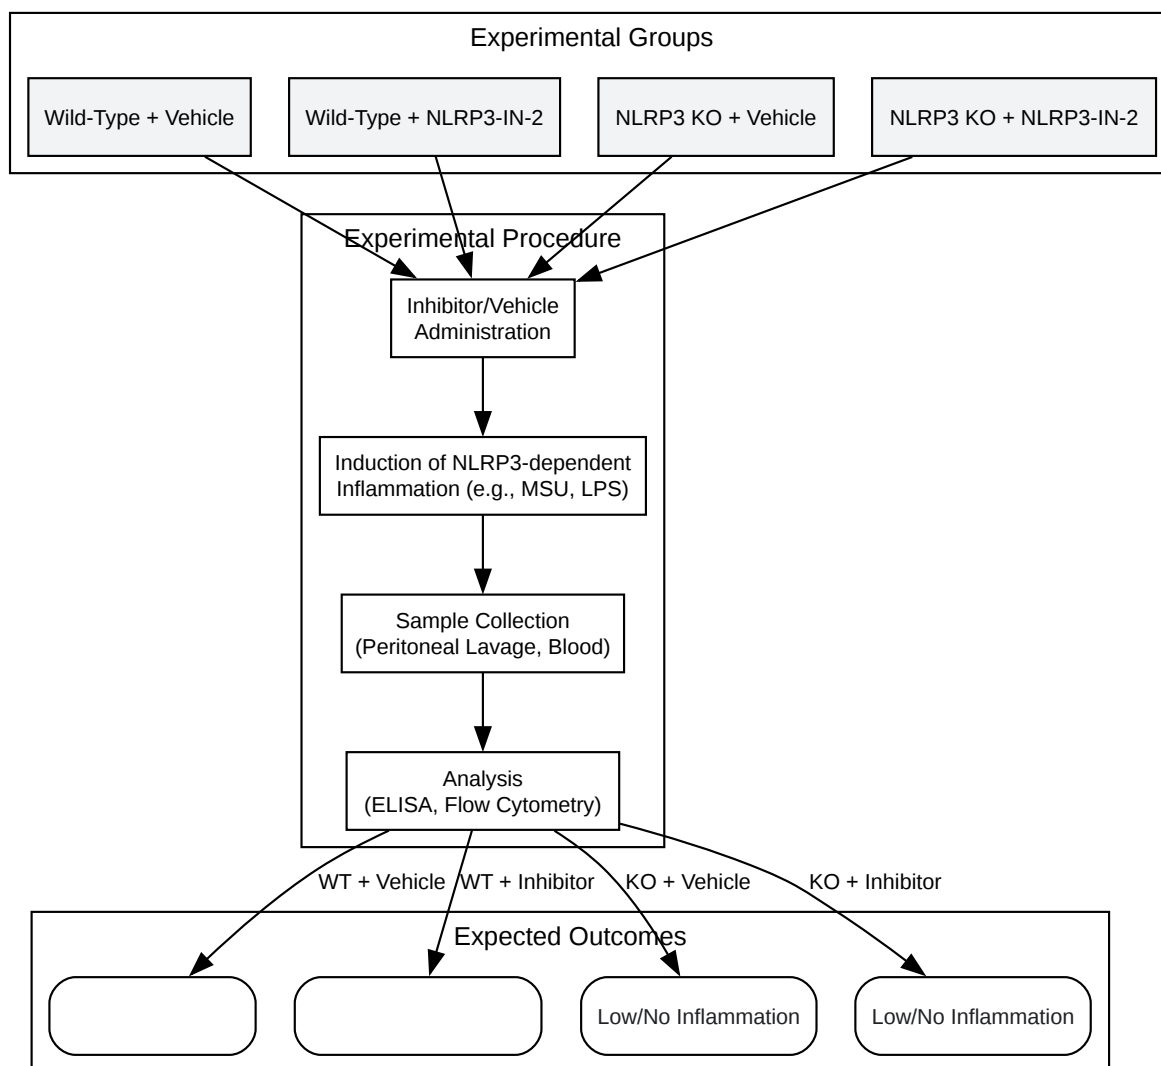 Experimental Groups
Wild-Type + Vehicle
Wild-Type + NLRP3-IN-2
NLRP3 KO + Vehicle
NLRP3 KO + NLRP3-IN-2
Experimental Procedure
Inhibitor/Vehicle
Administration
Induction of NLRP3-dependent
Inflammation (e.g., MSU, LPS)
Sample Collection
(Peritoneal Lavage, Blood)
Analysis
(ELISA, Flow Cytometry)
WT + Vehicle
WT + Inhibitor
KO + Vehicle
KO + Inhibitor
Expected Outcomes
Low/No Inflammation
Low/No Inflammation